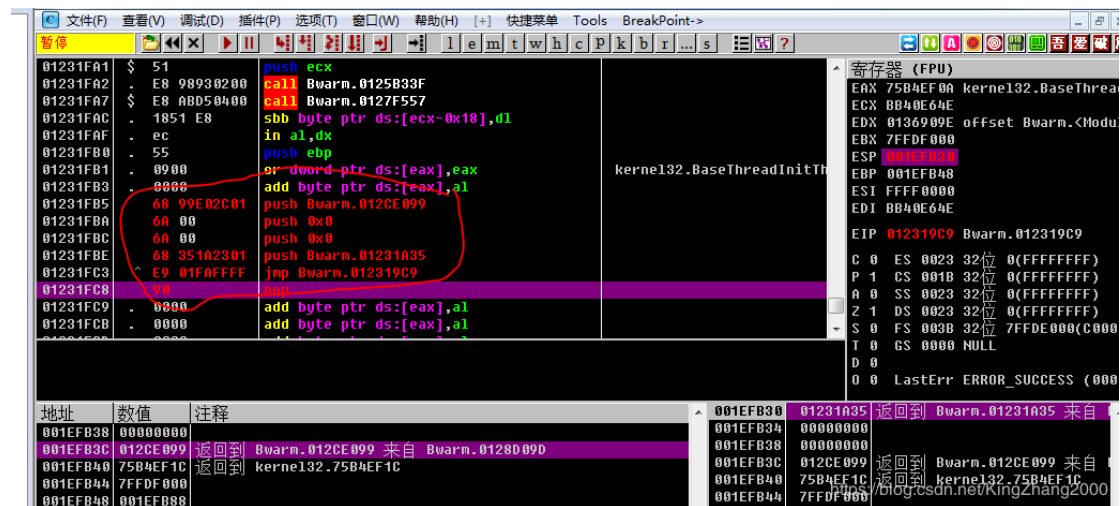 文件(F) 查看(V) 调试(D) 插件(P) 选项(T) 窗口(W) 帮助(H) [+] 快捷菜单 Tools BreakPoint->
暂停 l e m t w h c P k b r ... s ?
吾 爱 破
01231FA1 $ 51 push ecx
01231FA2 . E8 98930200 call Bwarm.0125B33F
01231FA7 $ E8 ABD50400 call Bwarm.0127F557
01231FAC . 1851 E8 sbb byte ptr ds:[ecx-0x18],dl
01231FAF . ec in al,dx
01231FB0 . 55 push ebp
01231FB1 . 0900 or dword ptr ds:[eax],eax kernel32.BaseThreadInitTh
01231FB3 . 0000 add byte ptr ds:[eax],al
01231FB5 68 99E02C01 push Bwarm.012CE099
01231FBA 6A 00 push 0x0
01231FBC 6A 00 push 0x0
01231FBE 68 351A2301 push Bwarm.01231A35
01231FC3 ^ E9 01FAFFFF jmp Bwarm.012319C9
01231FC8 90 nop
01231FC9 . 0000 add byte ptr ds:[eax],al
01231FCB . 0000 add byte ptr ds:[eax],al
寄存器 (FPU)
EAX 75B4EF0A kernel32.BaseThrea
ECX BB40E64E
EDX 0136909E offset Bwarm.<Modu
EBX 7FFDF000
ESP 001EFB30
EBP 001EFB48
ESI FFFF0000
EDI BB40E64E
EIP 012319C9 Bwarm.012319C9
C 0 ES 0023 32位 0(FFFFFFFF)
P 1 CS 001B 32位 0(FFFFFFFF)
A 0 SS 0023 32位 0(FFFFFFFF)
Z 1 DS 0023 32位 0(FFFFFFFF)
S 0 FS 003B 32位 7FFDE000(C000
T 0 GS 0000 NULL
D 0
O 0 LastErr ERROR_SUCCESS (000
地址 数值 注释
001EFB38 00000000
001EFB3C 012CE099 返回到 Bwarm.012CE099 来自 Bwarm.0128D09D
001EFB40 75B4EF1C 返回到 kernel32.75B4EF1C
001EFB44 7FFDF000
001EFB48 001EFB88
001EFB30 01231A35 返回到 Bwarm.01231A35 来自
001EFB34 00000000
001EFB38 00000000
001EFB3C 012CE099 返回到 Bwarm.012CE099 来自
001EFB40 75B4EF1C 返回到 kernel32.75B4EF1C
001EFB44 7FFDF000
https://blog.csdn.net/KingZhang2000